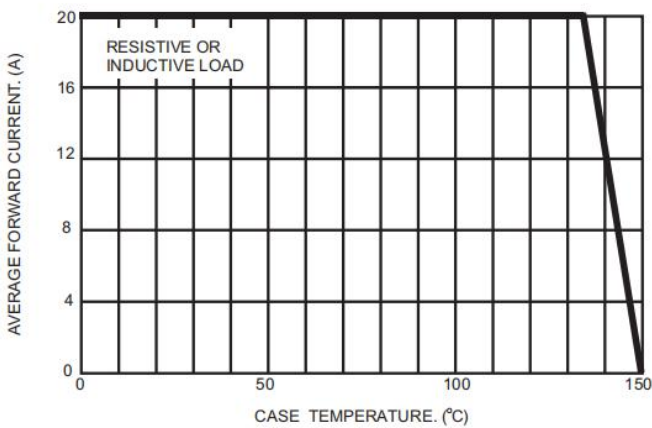 AVERAGE FORWARD CURRENT. (A)
20
16
12
8
4
0
RESISTIVE OR
INDUCTIVE LOAD
0 50 100 150
CASE TEMPERATURE. (°C)